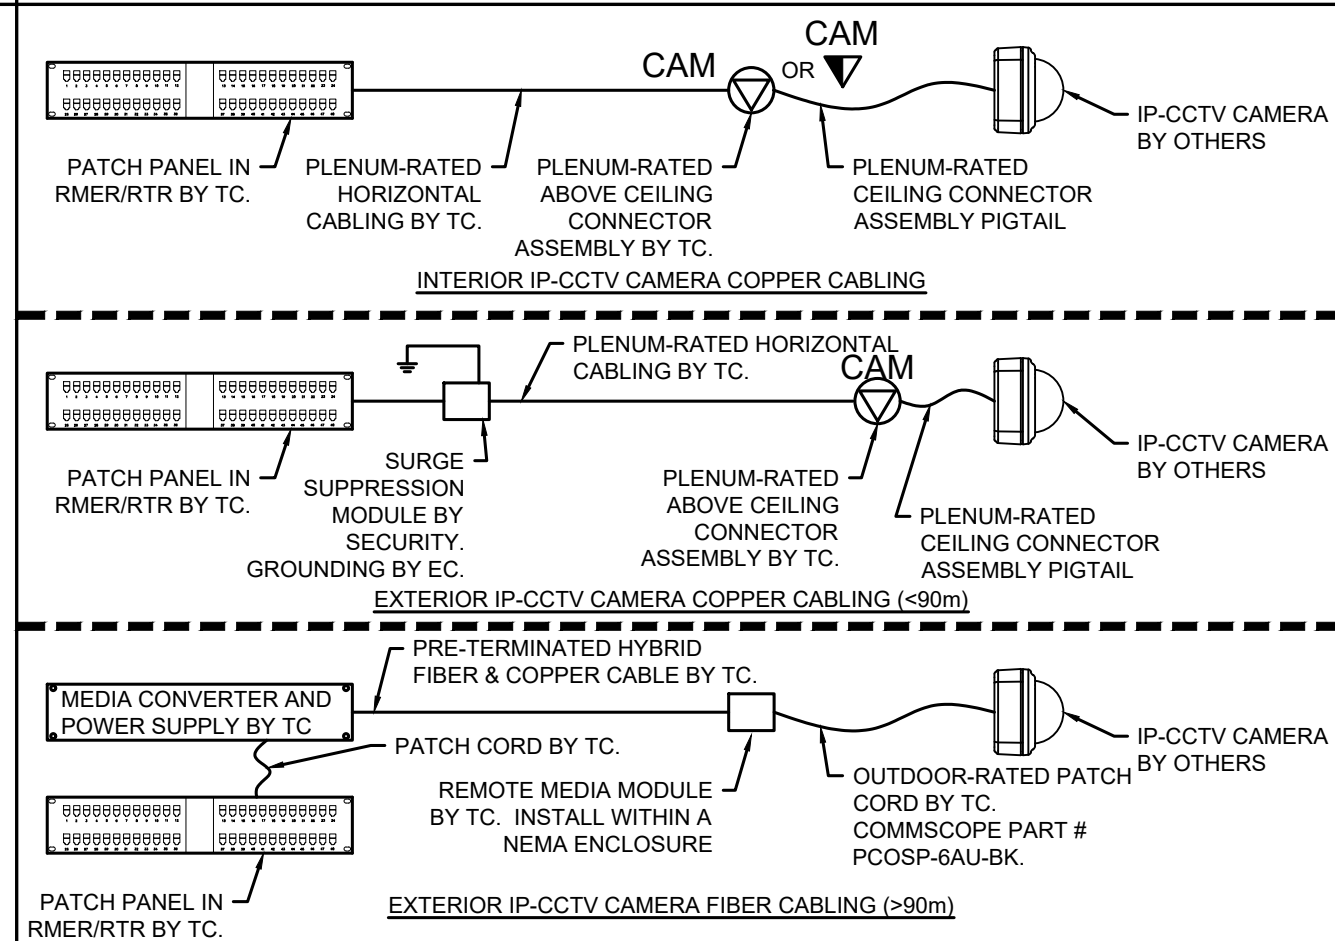 CAM
CAM
OR
PATCH PANEL IN
RMER/RTR BY TC.
PLENUM-RATED
HORIZONTAL
CABLING BY TC.
PLENUM-RATED
ABOVE CEILING
CONNECTOR
ASSEMBLY BY TC.
PLENUM-RATED
CEILING CONNECTOR
ASSEMBLY PIGTAIL
IP-CCTV CAMERA
BY OTHERS
INTERIOR IP-CCTV CAMERA COPPER CABLING
PLENUM-RATED HORIZONTAL
CABLING BY TC.
CAM
PATCH PANEL IN
RMER/RTR BY TC.
SURGE
SUPPRESSION
MODULE BY
SECURITY.
GROUNDING BY EC.
PLENUM-RATED
ABOVE CEILING
CONNECTOR
ASSEMBLY BY TC.
PLENUM-RATED
CEILING CONNECTOR
ASSEMBLY PIGTAIL
IP-CCTV CAMERA
BY OTHERS
EXTERIOR IP-CCTV CAMERA COPPER CABLING (<90m)
PRE-TERMINATED HYBRID
FIBER & COPPER CABLE BY TC.
MEDIA CONVERTER AND
POWER SUPPLY BY TC
PATCH CORD BY TC.
REMOTE MEDIA MODULE
BY TC. INSTALL WITHIN A
NEMA ENCLOSURE
OUTDOOR-RATED PATCH
CORD BY TC.
COMMSCOPE PART #
PCOSP-6AU-BK.
IP-CCTV CAMERA
BY OTHERS
PATCH PANEL IN
RMER/RTR BY TC.
EXTERIOR IP-CCTV CAMERA FIBER CABLING (>90m)